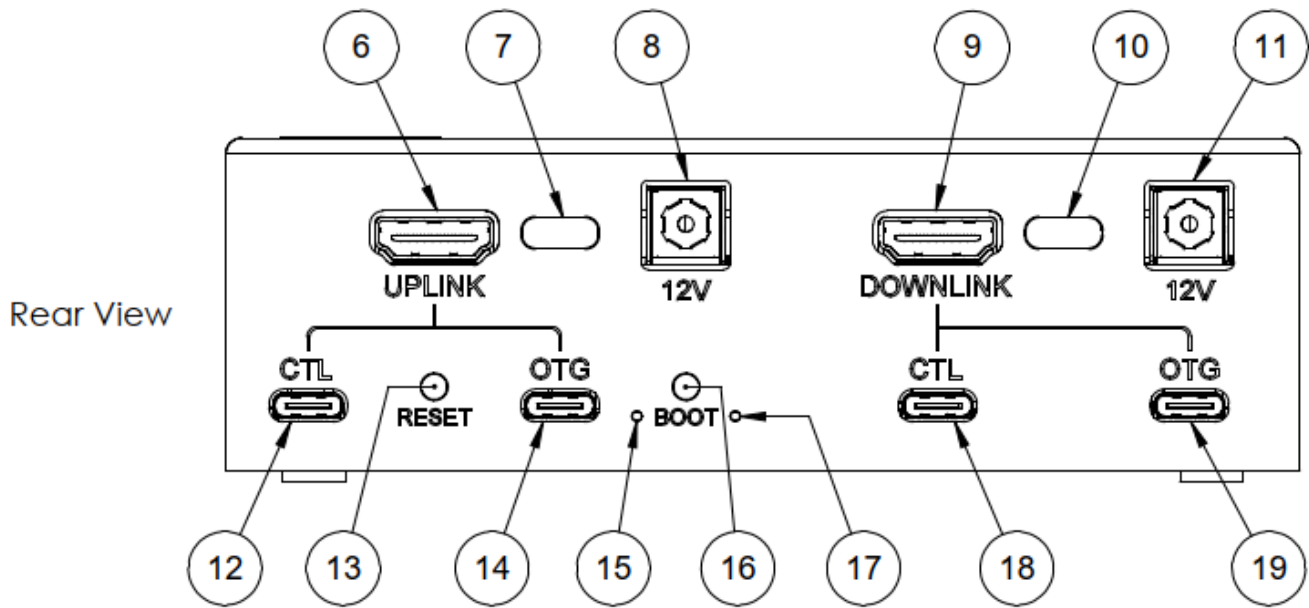 6 7 8 9 10 11
UPLINK 12V DOWNLINK 12V
Rear View
CTL OTG CTL OTG
RESET BOOT
12 13 14 15 16 17 18 19